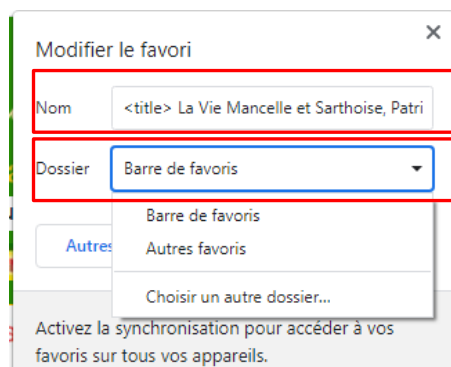 Modifier le favori
Nom <title> La Vie Mancelle et Sarthoise, Patri
Dossier Barre de favoris
Barre de favoris
Autres favoris
Autres
Choisir un autre dossier...
Activez la synchronisation pour accéder à vos
favoris sur tous vos appareils.